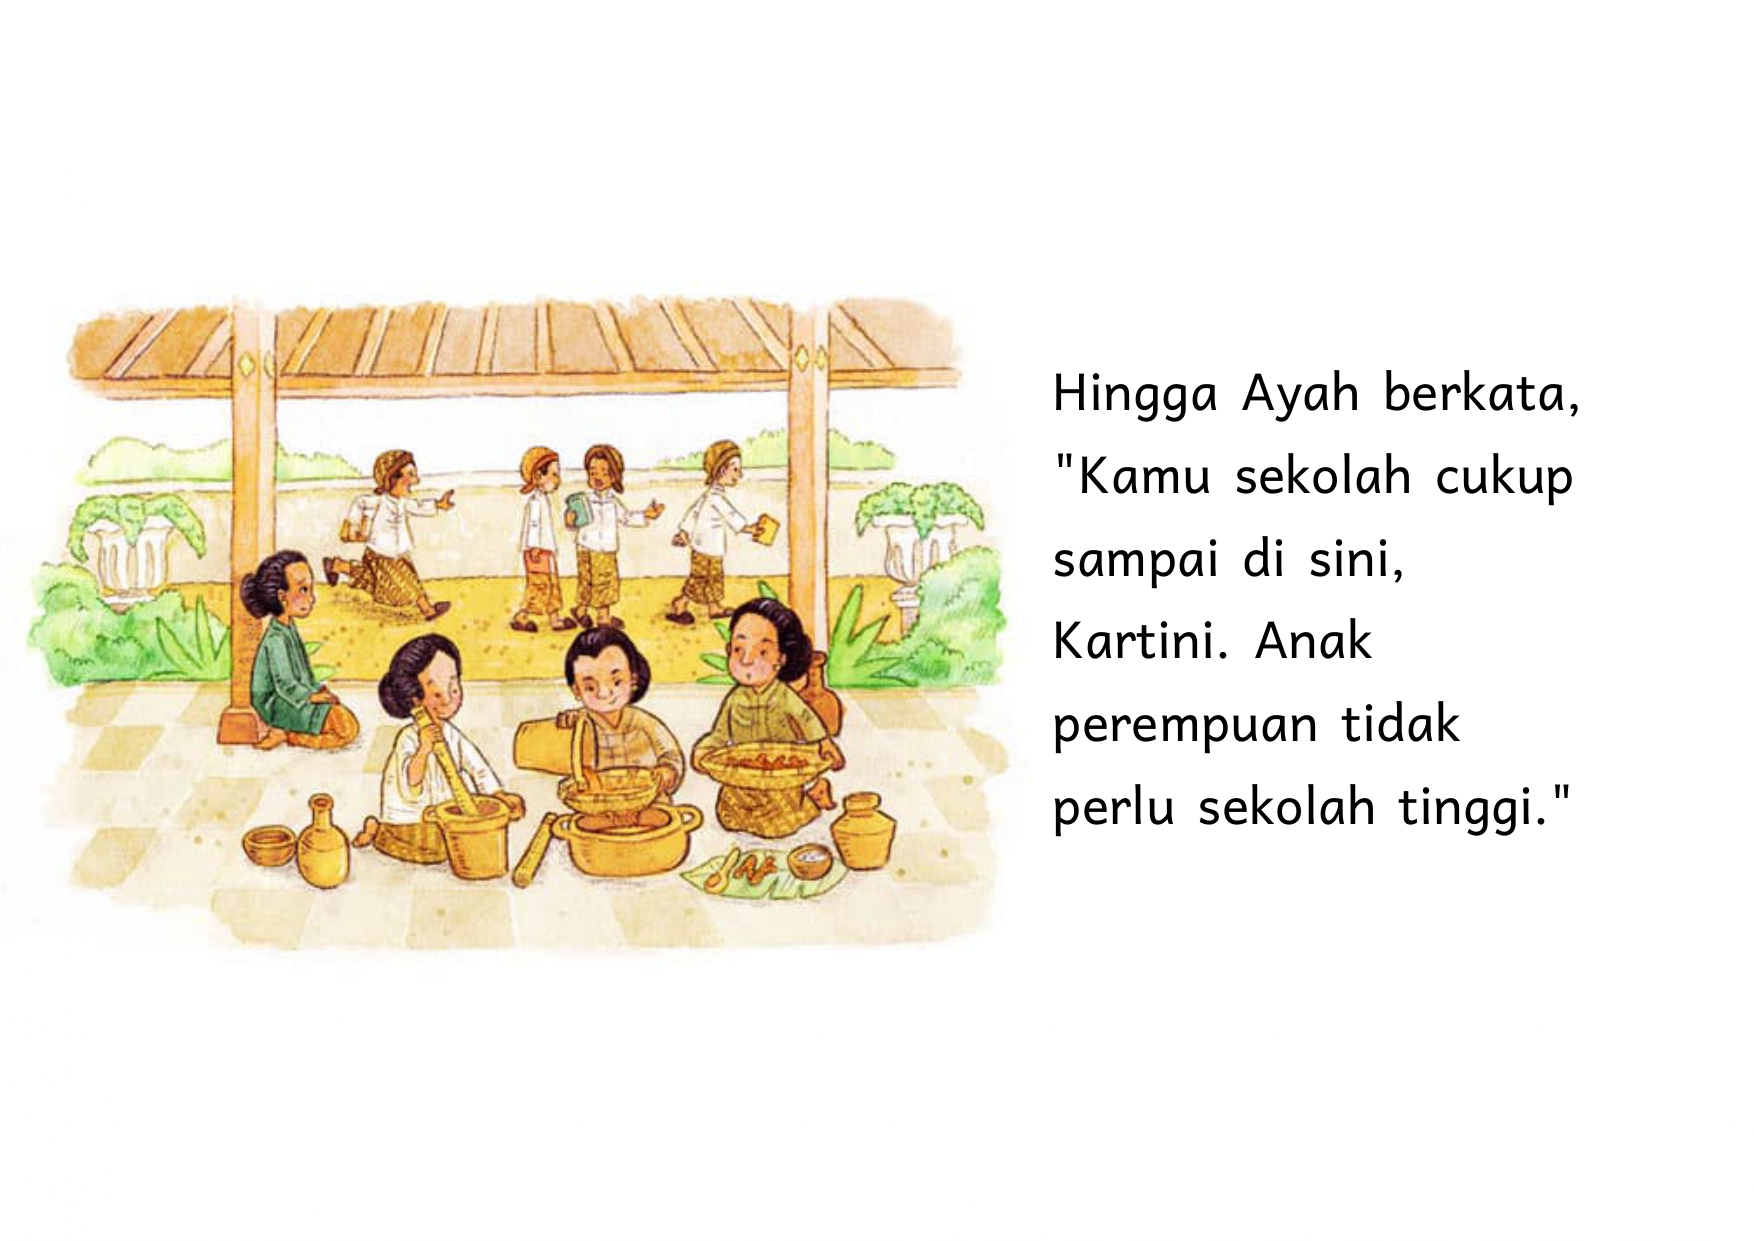 Hingga Ayah berkata,
"Kamu sekolah cukup
sampai di sini,
Kartini. Anak
perempuan tidak
perlu sekolah tinggi."